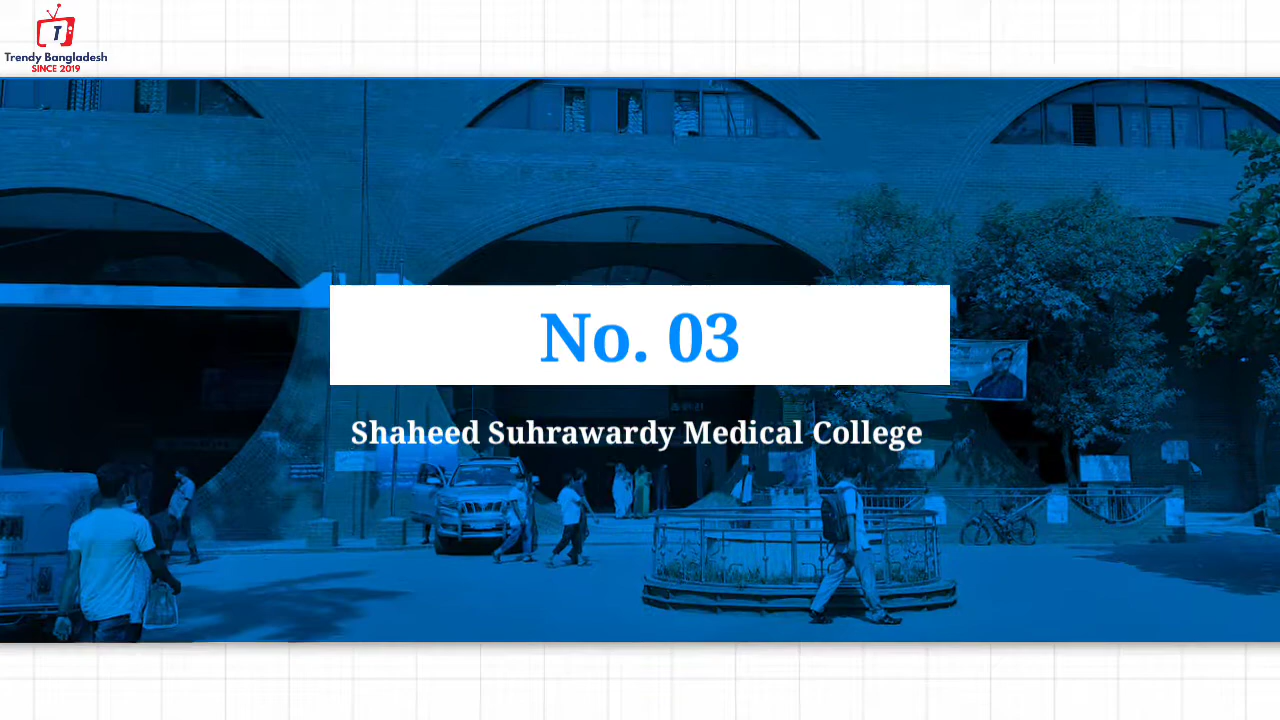 T
Trendy Bangladesh
SINCE 2019
No. 03
Shaheed Suhrawardy Medical College